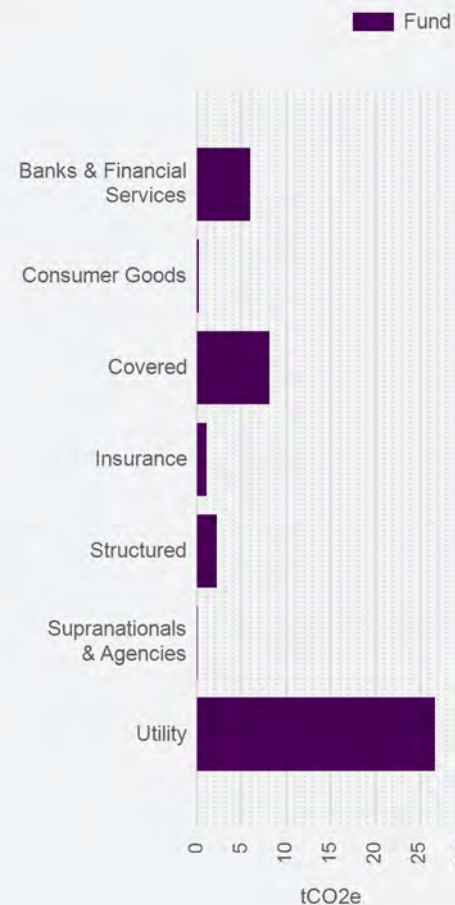 Fund
Banks & Financial
Services
Consumer Goods
Covered
Insurance
Structured
Supranationals
& Agencies
Utility
0
5
10
15
20
25
tCO2e